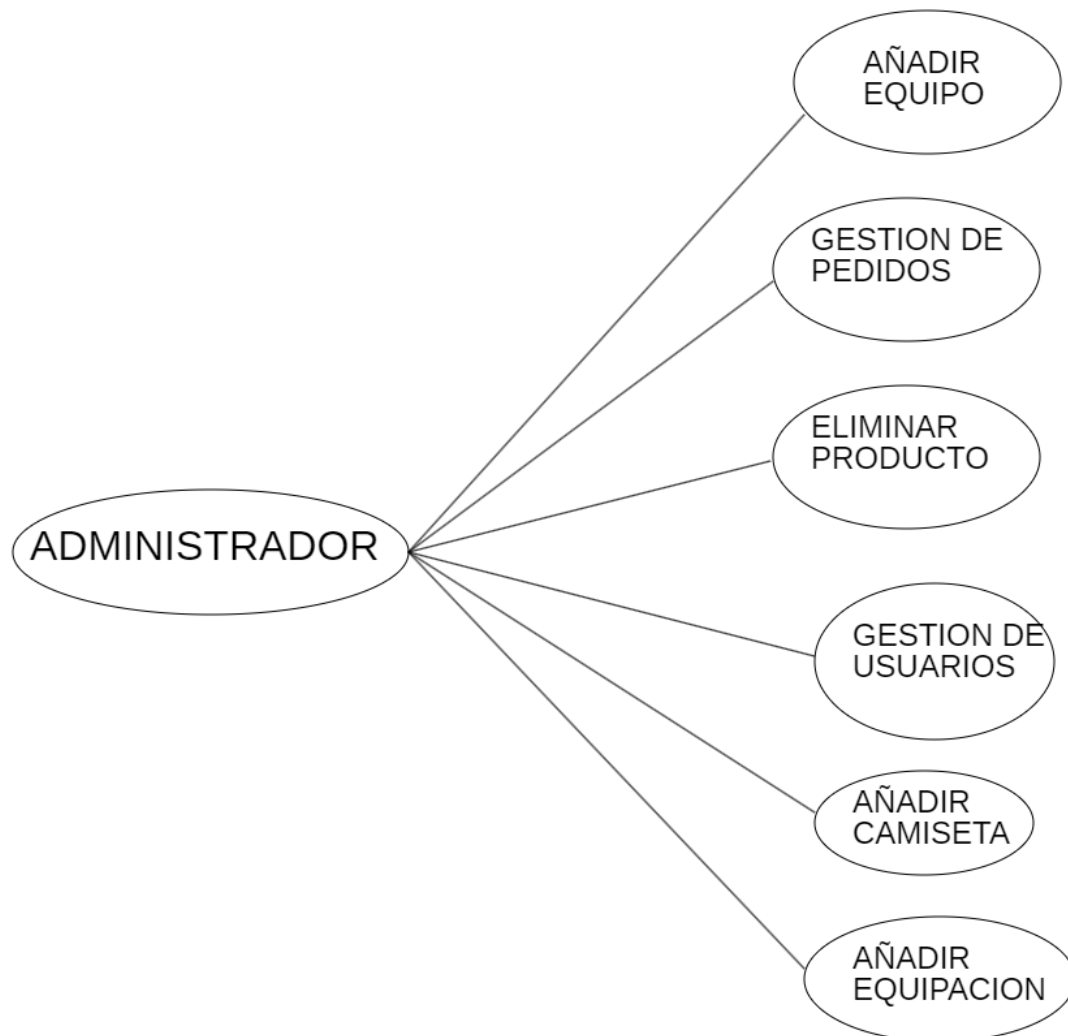 AÑADIR
EQUIPO
GESTION DE
PEDIDOS
ELIMINAR
PRODUCTO
ADMINISTRADOR
GESTION DE
USUARIOS
AÑADIR
CAMISETA
AÑADIR
EQUIPACION